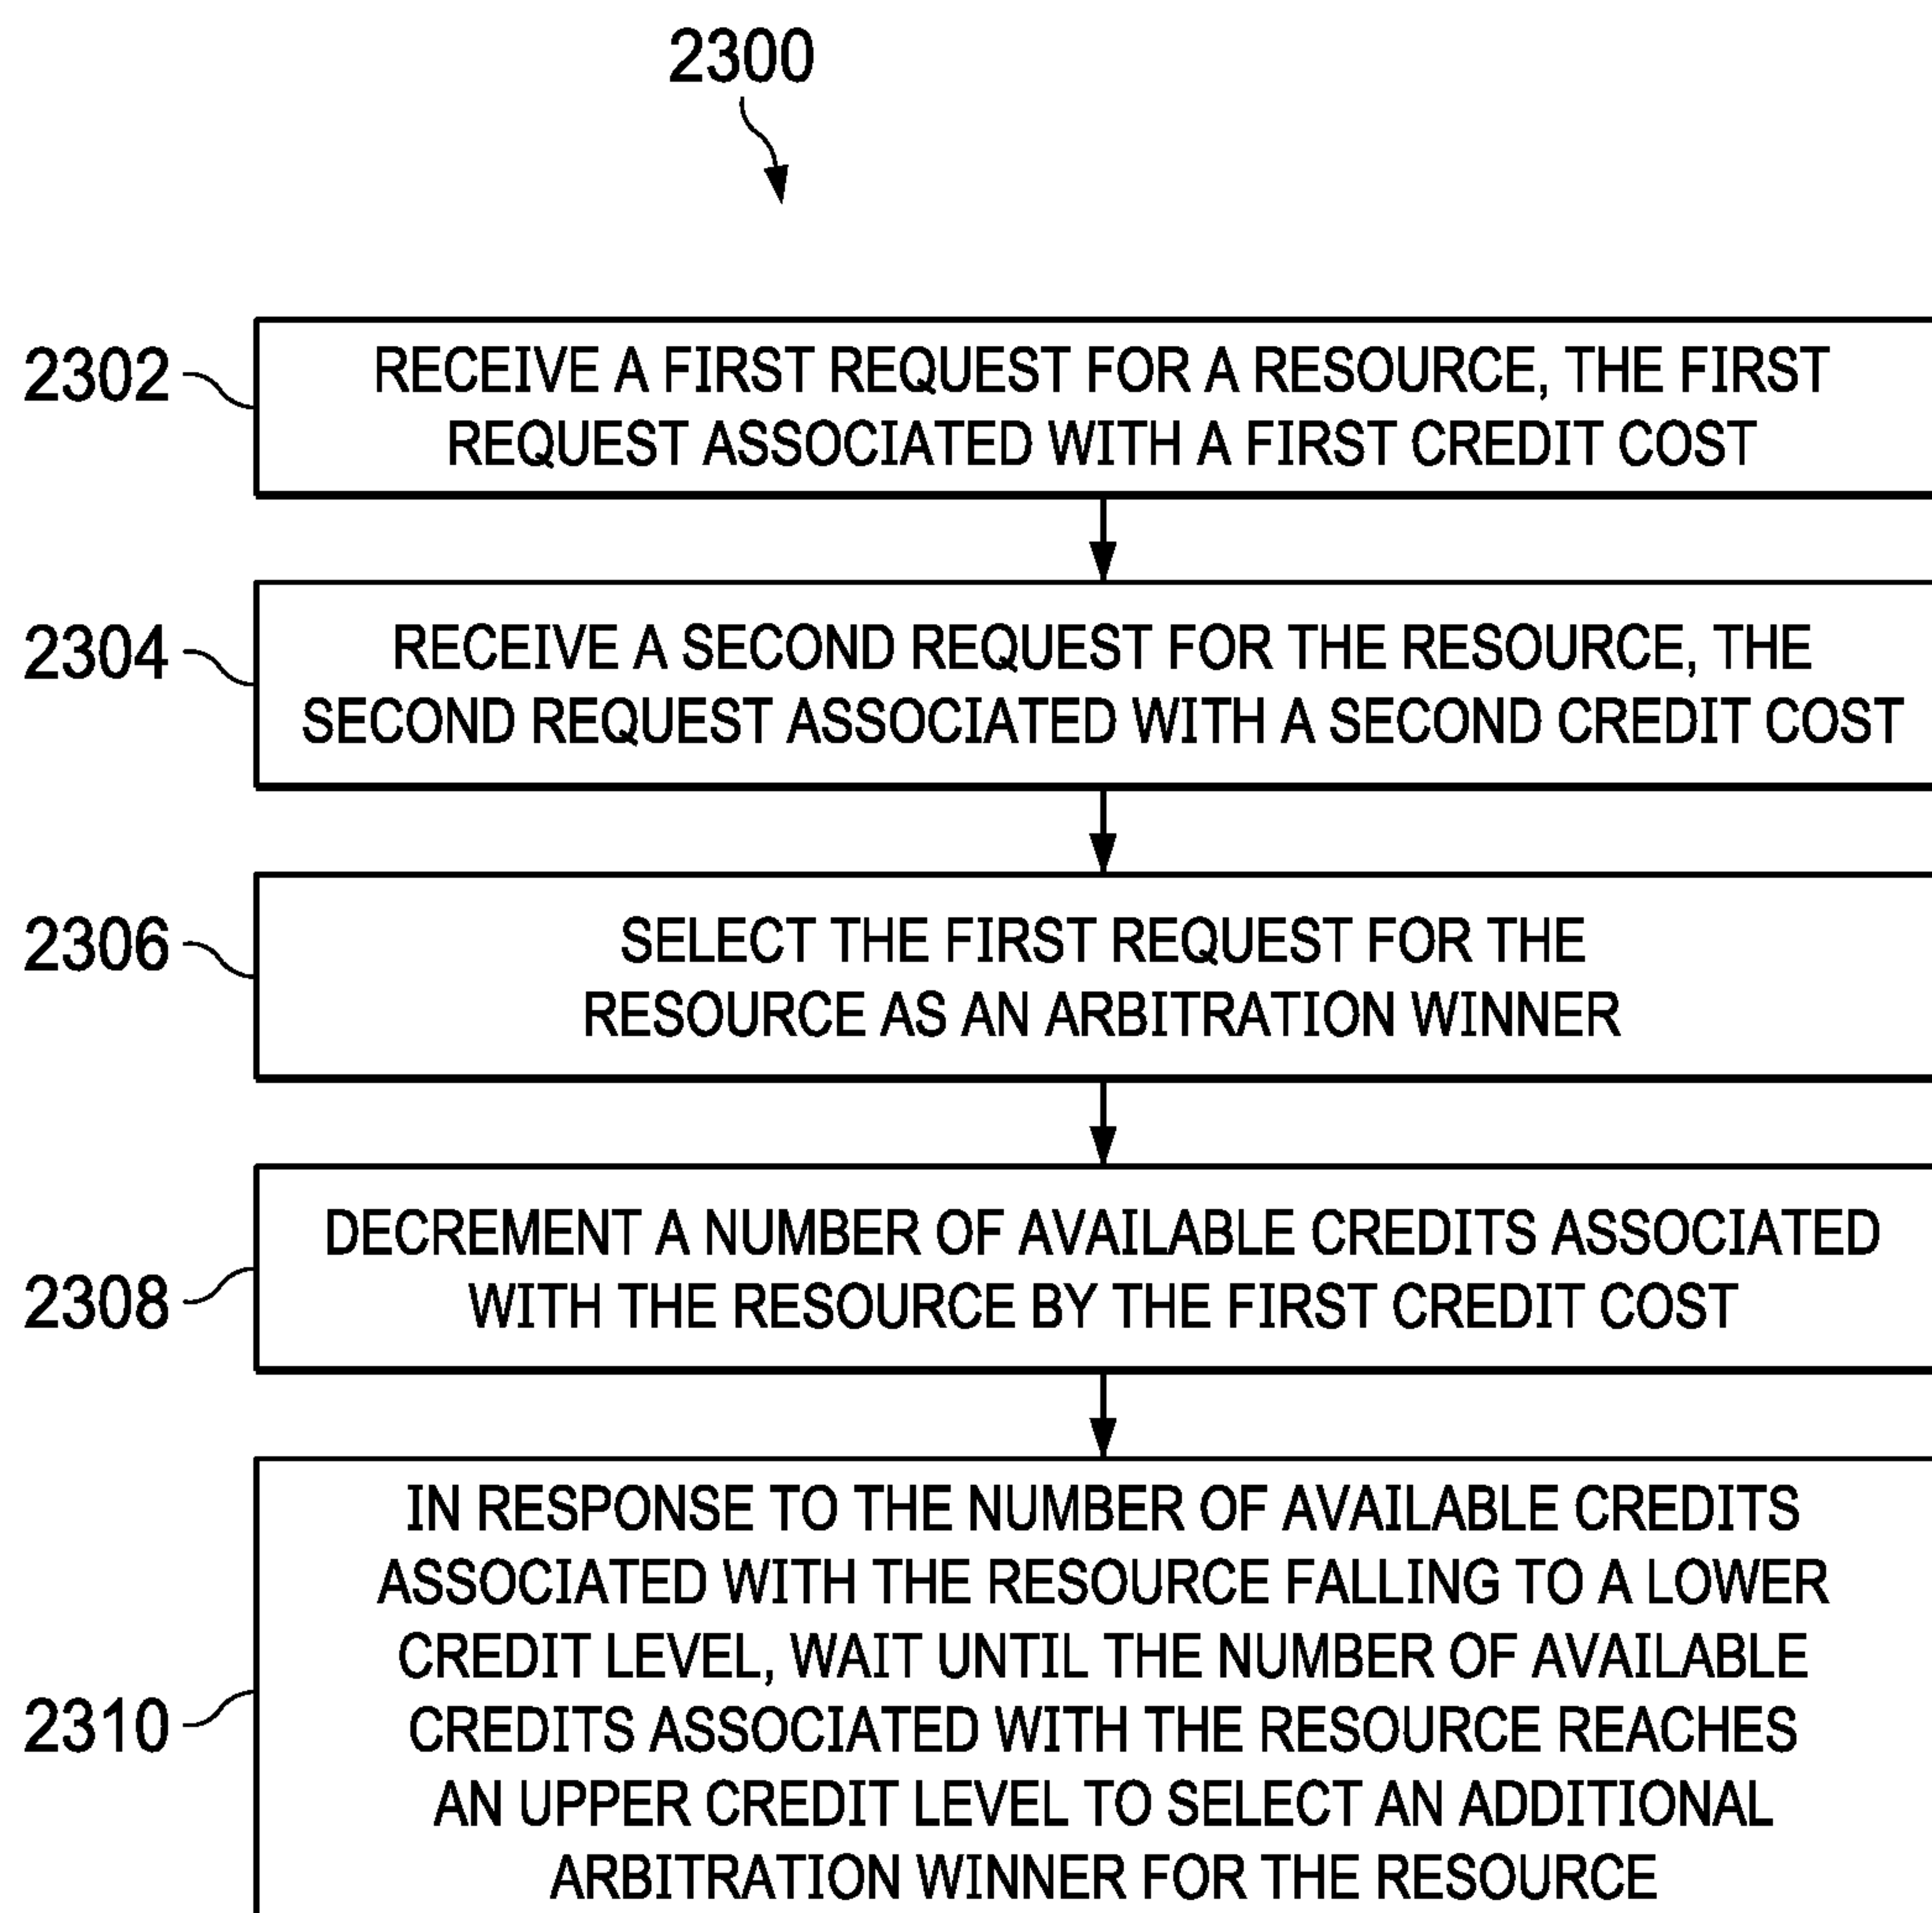 2300
2302
RECEIVE A FIRST REQUEST FOR A RESOURCE, THE FIRST
REQUEST ASSOCIATED WITH A FIRST CREDIT COST
2304
RECEIVE A SECOND REQUEST FOR THE RESOURCE, THE
SECOND REQUEST ASSOCIATED WITH A SECOND CREDIT COST
2306
SELECT THE FIRST REQUEST FOR THE
RESOURCE AS AN ARBITRATION WINNER
2308
DECREMENT A NUMBER OF AVAILABLE CREDITS ASSOCIATED
WITH THE RESOURCE BY THE FIRST CREDIT COST
2310
IN RESPONSE TO THE NUMBER OF AVAILABLE CREDITS
ASSOCIATED WITH THE RESOURCE FALLING TO A LOWER
CREDIT LEVEL, WAIT UNTIL THE NUMBER OF AVAILABLE
CREDITS ASSOCIATED WITH THE RESOURCE REACHES
AN UPPER CREDIT LEVEL TO SELECT AN ADDITIONAL
ARBITRATION WINNER FOR THE RESOURCE